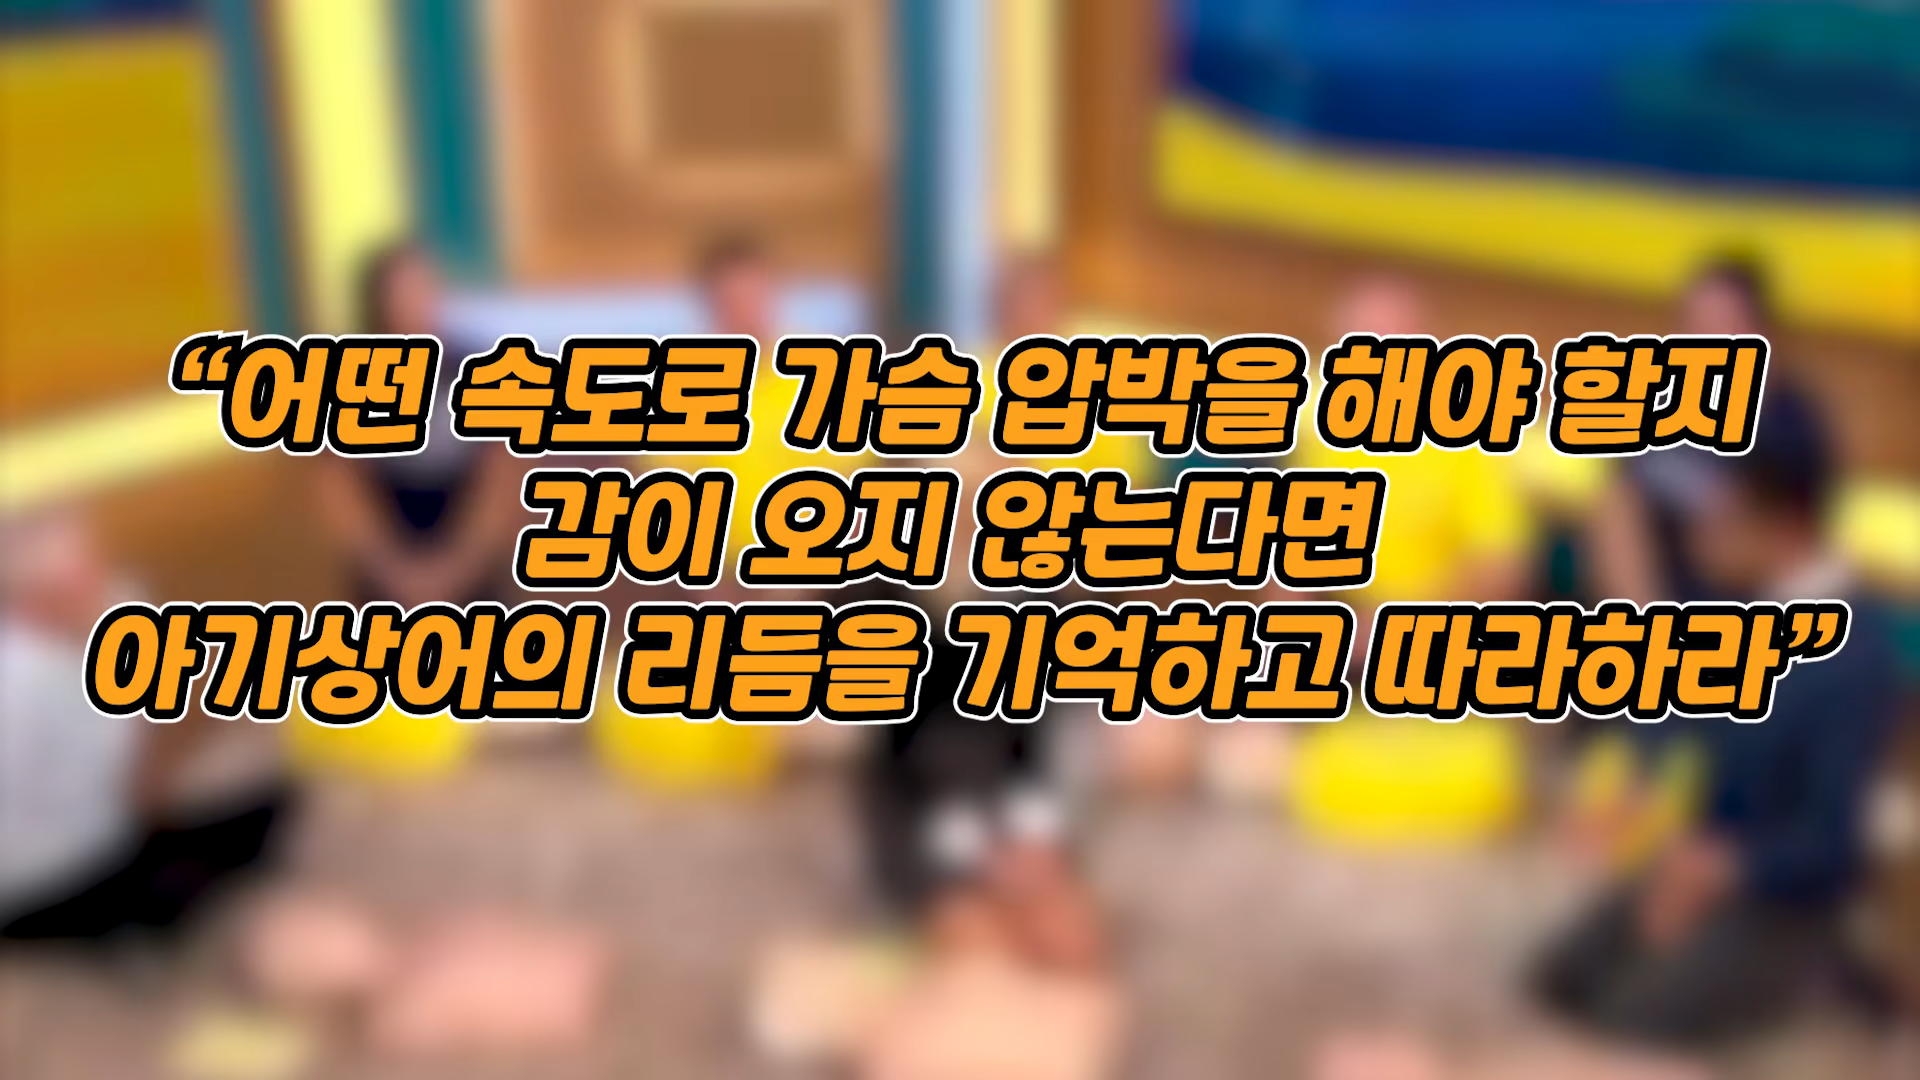 “어떤 속도로 가슴 압박을 해야 할지
감이 오지 않는다면
아기상어의 리듬을 기억하고 따라하라”